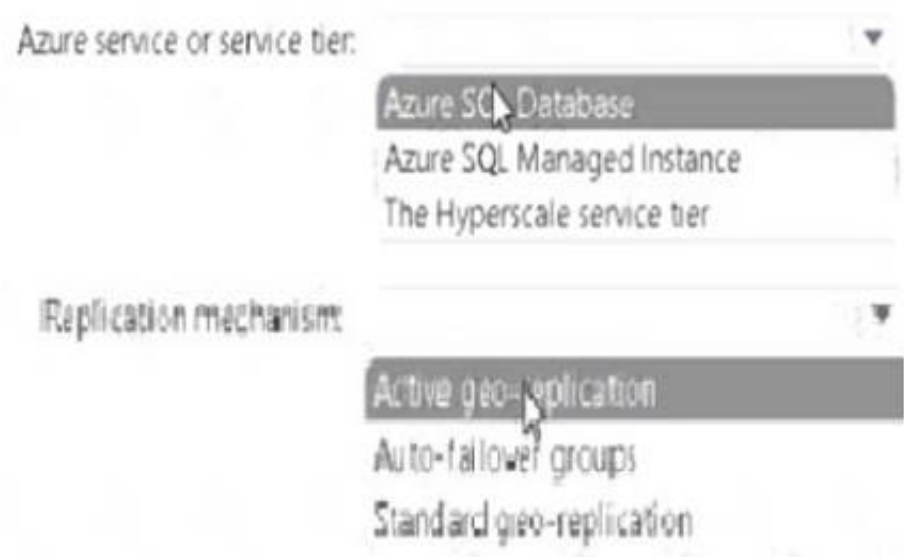 Azure service or service tier:
Azure SQL Database
Azure SQL Managed Instance
The Hyperscale service tier
Replication mechanism:
Active geo-replication
Auto-failover groups
Standard geo-replication